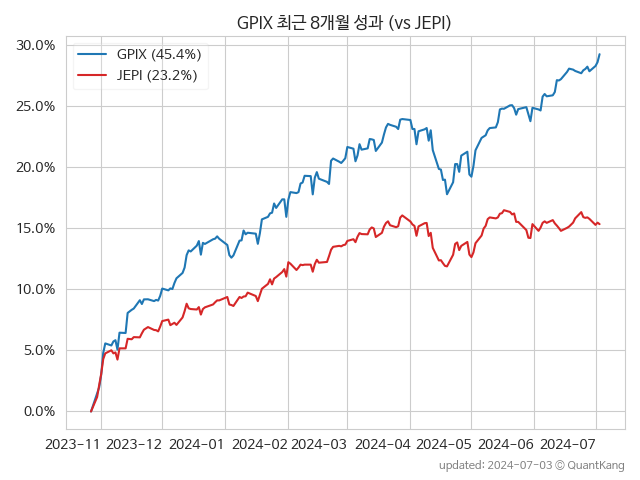 GPIX 최근 8개월 성과 (vs JEPI)
30.0%
25.0%
20.0%
15.0%
10.0%
5.0%
0.0%
GPIX (45.4%)
JEPI (23.2%)
2023-11 2023-12 2024-01 2024-02 2024-03 2024-04 2024-05 2024-06 2024-07
updated: 2024-07-03 © QuantKang